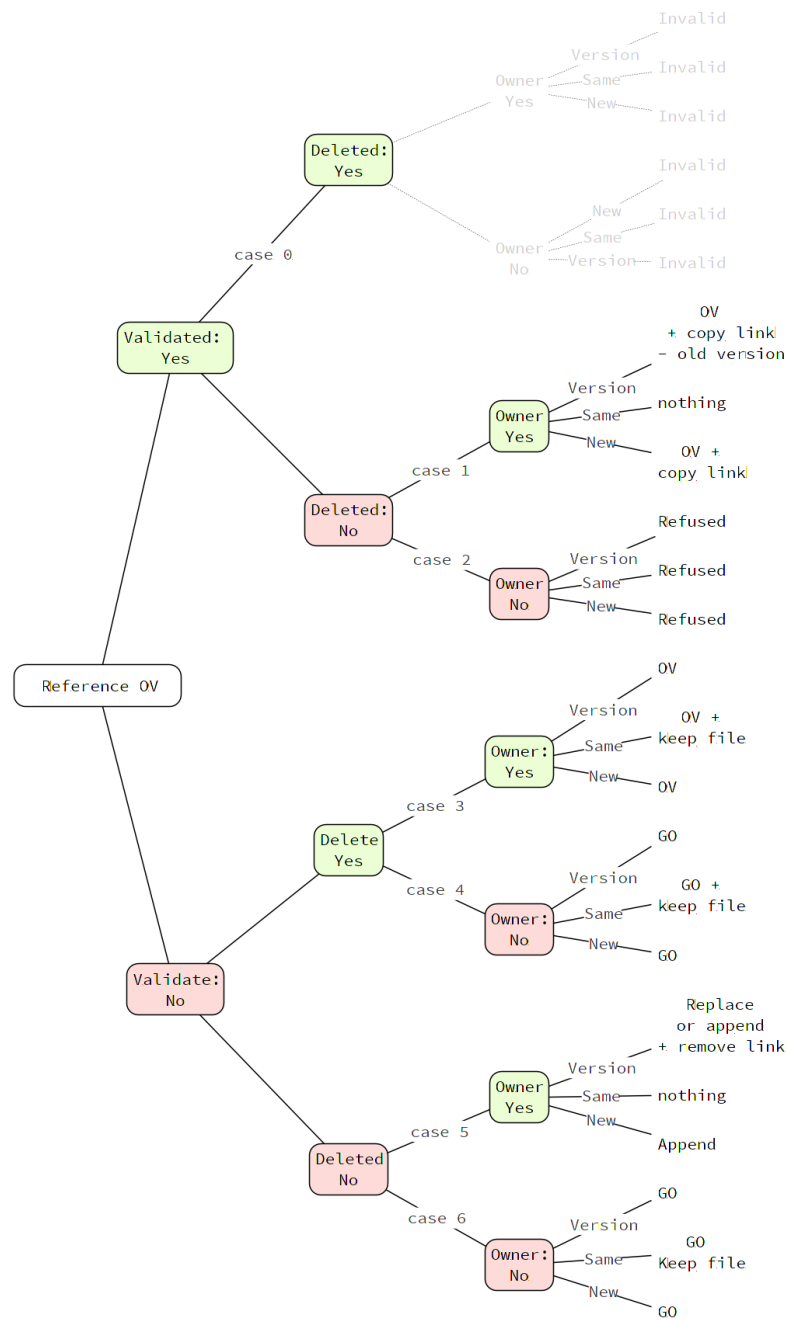 Invalid
Version
Invalid
Owner
Yes
Same
New
Invalid
Deleted:
Yes
Invalid
New
Invalid
Same
Owner
No
Version
Invalid
case 0
OV
+ copy link
- old version
Validated:
Yes
Version
nothing
Owner
Yes
Same
New
OV +
copy link
case 1
Deleted:
No
Refused
case 2
Version
Refused
Owner
No
Same
New
Refused
Reference OV
OV
Version
OV +
keep file
Owner:
Yes
Same
New
OV
case 3
GO
Delete
Yes
Version
case 4
GO +
keep file
Owner:
No
Same
New
GO
Validate:
No
Replace
or append
+ remove link
Version
Owner
Yes
Same
nothing
New
case 5
Append
Deleted
No
GO
case 6
Version
GO
Keep file
Owner:
No
Same
New
GO